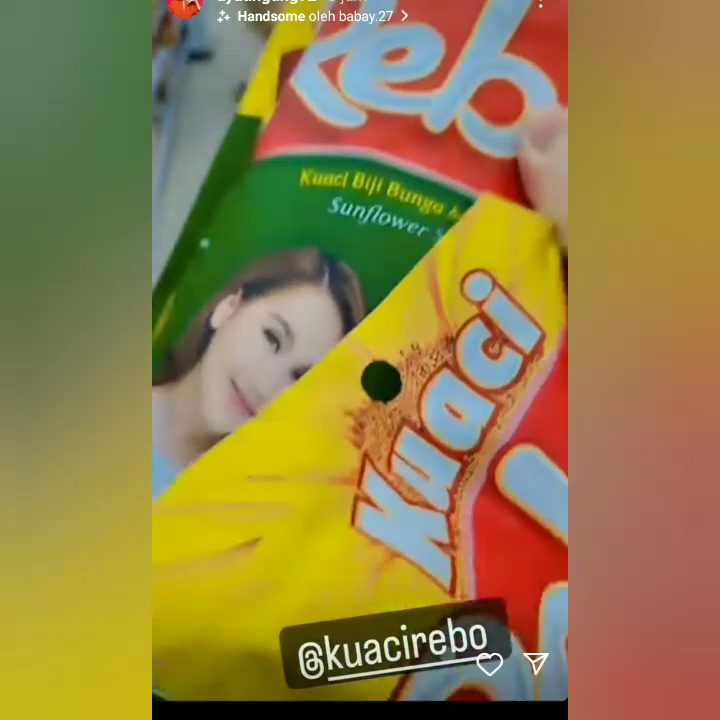 Handsome oleh babay.27
Reb
Kuaci Biji Bunga
Sunflower
Kuaci
@kuacirebo